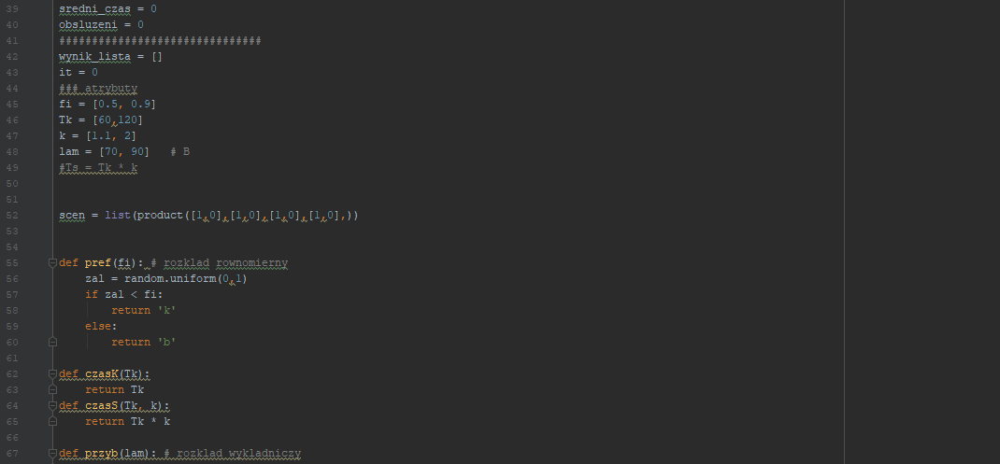 39 sredni_czas = 0
40 obsluzeni = 0
41 ###############################
42 wynik_lista = []
43 it = 0
44 ### atrybuty
45 fi = [0.5, 0.9]
46 Tk = [60,120]
47 k = [1.1, 2]
48 lam = [70, 90]   # B
49 #Ts = Tk * k
50
51
52 scen = list(product([1,0],[1,0],[1,0],[1,0],))
53
54
55 def pref(fi): # rozklad rownomierny
56     zal = random.uniform(0,1)
57     if zal < fi:
58         return 'k'
59     else:
60         return 'b'
61
62 def czasK(Tk):
63     return Tk
64 def czasS(Tk, k):
65     return Tk * k
66
67 def przyb(lam): # rozklad wykladniczy